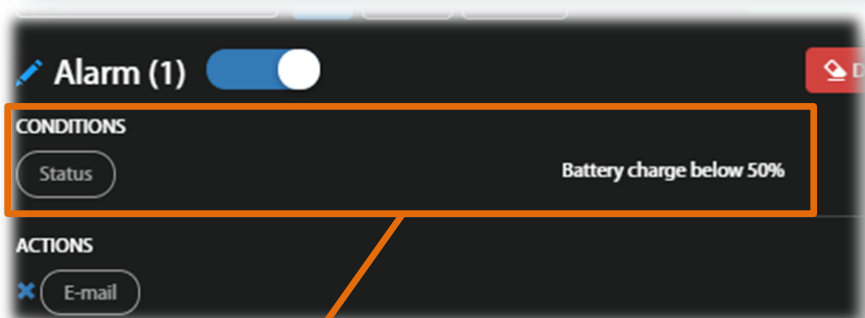 Alarm (1)
CONDITIONS
Status
Battery charge below 50%
ACTIONS
E-mail